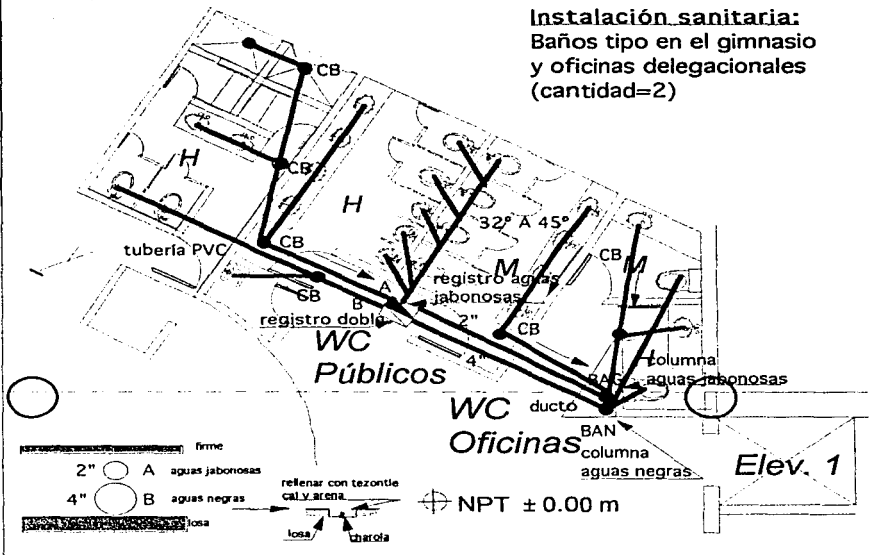 Instalación sanitaria:
Baños tipo en el gimnasio
y oficinas delegacionales
(cantidad=2)
CB
CB
H
H
CB
tubería PVC
CB
32° A 45°
M
CB
M
A
B
registro aguas
jabonosas
registro doble
2"
4"
CB
WC
Públicos
columna
aguas jabonosas
BAG
ducto
BAN
columna
aguas negras
WC
Oficinas
Elev. 1
firme
2" A aguas jabonosas
4" B aguas negras
losa
rellenar con tezontle
cal y arena
losa
charola
NPT ± 0.00 m